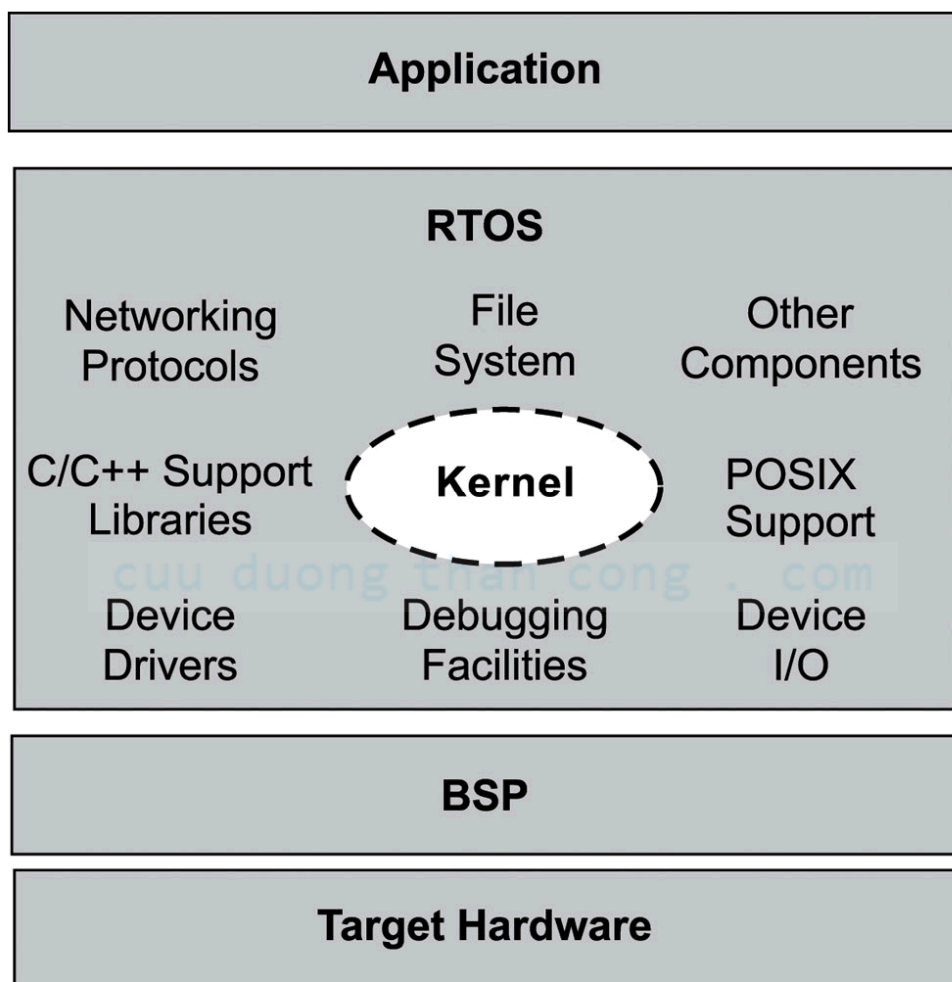 Application
RTOS
Networking
Protocols
File
System
Other
Components
C/C++ Support
Libraries
Kernel
POSIX
Support
cuu duong than cong . com
Device
Drivers
Debugging
Facilities
Device
I/O
BSP
Target Hardware